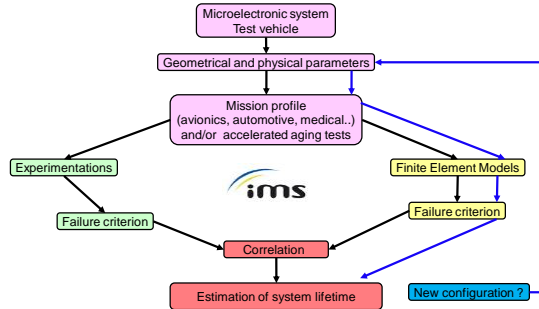 Microelectronic system
Test vehicle
Geometrical and physical parameters
Mission profile
(avionics, automotive, medical..)
and/or accelerated aging tests
Experimentations
Finite Element Models
ims
Failure criterion
Failure criterion
Correlation
Estimation of system lifetime
New configuration ?